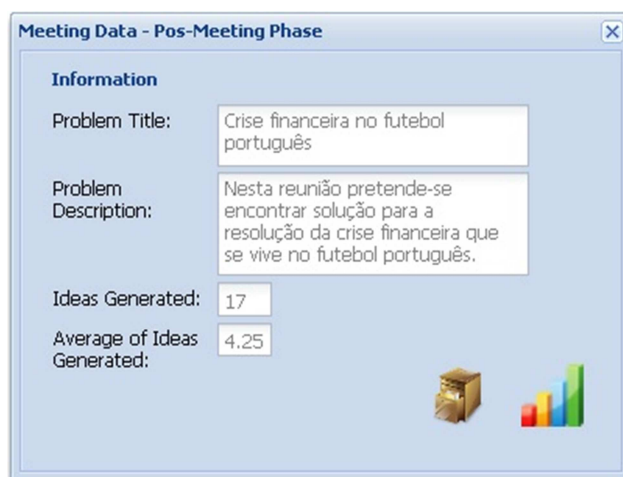 Meeting Data - Pos-Meeting Phase
Information
Problem Title:
Crise financeira no futebol
português
Problem
Description:
Nesta reunião pretende-se
encontrar solução para a
resolução da crise financeira que
se vive no futebol português.
Ideas Generated:
17
Average of Ideas
Generated:
4.25